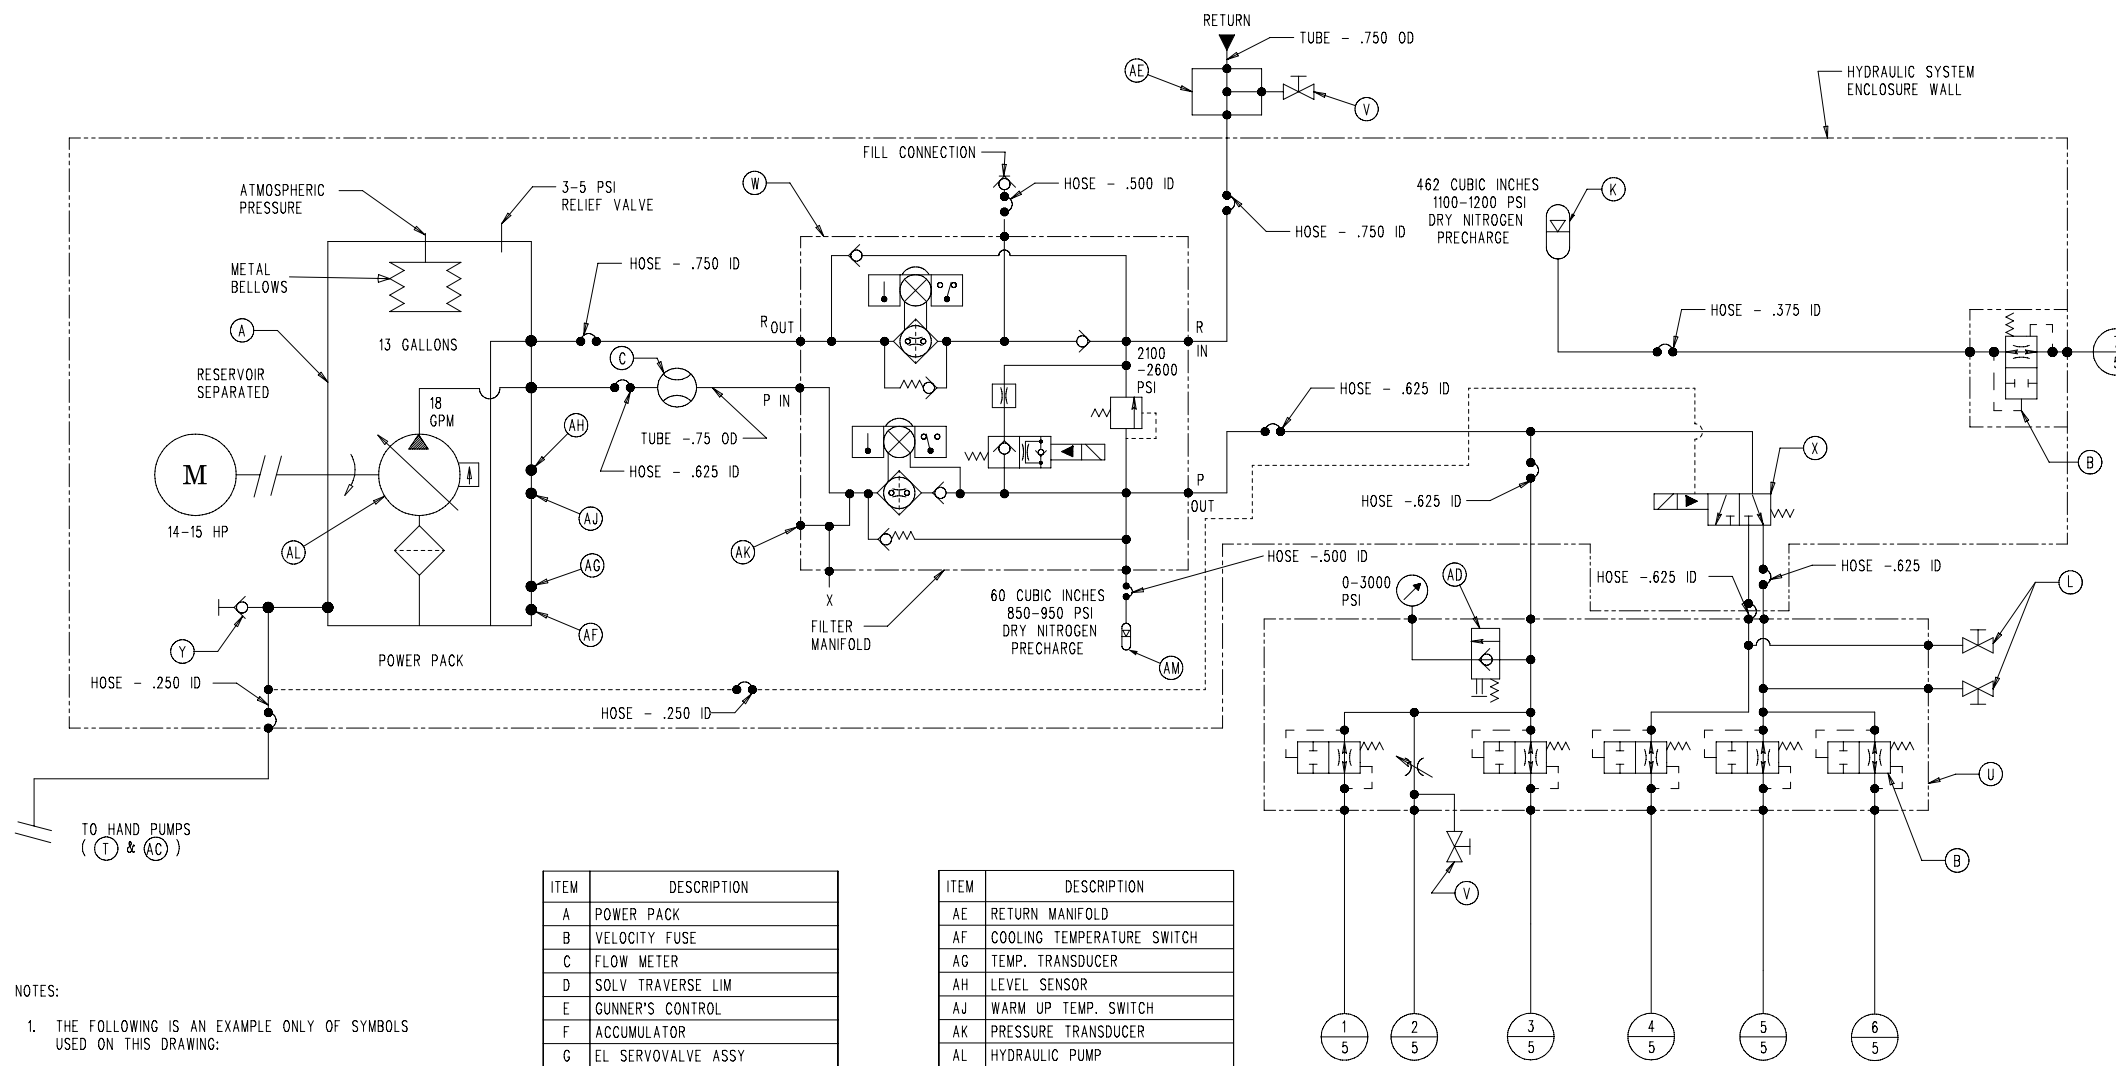 RETURN
TUBE - .750 OD
AE
V
HYDRAULIC SYSTEM
ENCLOSURE WALL
FILL CONNECTION
HOSE - .500 ID
W
ATMOSPHERIC
PRESSURE
3-5 PSI
RELIEF VALVE
462 CUBIC INCHES
1100-1200 PSI
DRY NITROGEN
PRECHARGE
K
HOSE - .750 ID
METAL
BELLOWS
HOSE - .750 ID
A
13 GALLONS
R OUT
R
IN
HOSE - .375 ID
C
2100
-2600
PSI
RESERVOIR
SEPARATED
18
GPM
P IN
HOSE - .625 ID
AH
TUBE -.75 OD
HOSE - .625 ID
X
B
M
14-15 HP
AL
AJ
P
OUT
HOSE -.625 ID
AK
AG
HOSE -.500 ID
0-3000
PSI
AD
HOSE -.625 ID
HOSE -.625 ID
L
X
60 CUBIC INCHES
850-950 PSI
DRY NITROGEN
PRECHARGE
AF
FILTER
MANIFOLD
Y
POWER PACK
AM
HOSE - .250 ID
HOSE - .250 ID
U
TO HAND PUMPS
( T & AC )
B
V
ITEM DESCRIPTION
A POWER PACK
B VELOCITY FUSE
C FLOW METER
D SOLV TRAVERSE LIM
E GUNNER'S CONTROL
F ACCUMULATOR
G EL SERVOVALVE ASSY
ITEM DESCRIPTION
AE RETURN MANIFOLD
AF COOLING TEMPERATURE SWITCH
AG TEMP. TRANSDUCER
AH LEVEL SENSOR
AJ WARM UP TEMP. SWITCH
AK PRESSURE TRANSDUCER
AL HYDRAULIC PUMP
NOTES:
1. THE FOLLOWING IS AN EXAMPLE ONLY OF SYMBOLS
USED ON THIS DRAWING:
1 2 3 4 5 6
5 5 5 5 5 5